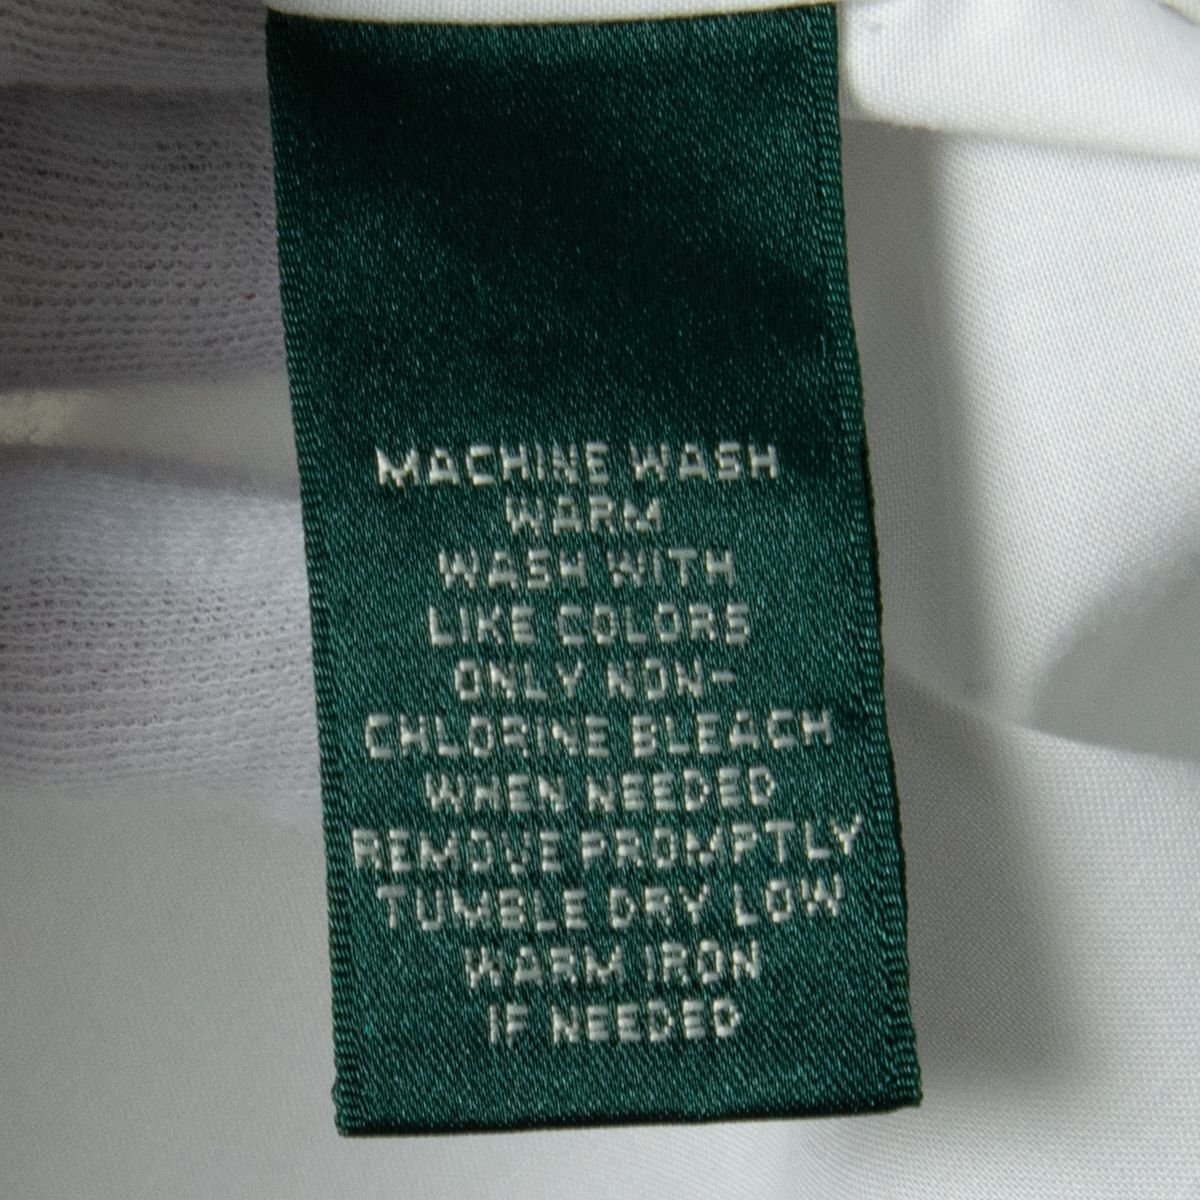 MACHINE WASH
WARM
WASH WITH
LIKE COLORS
ONLY NON-
CHLORINE BLEACH
WHEN NEEDED
REMOVE PROMPTLY
TUMBLE DRY LOW
WARM IRON
IF NEEDED